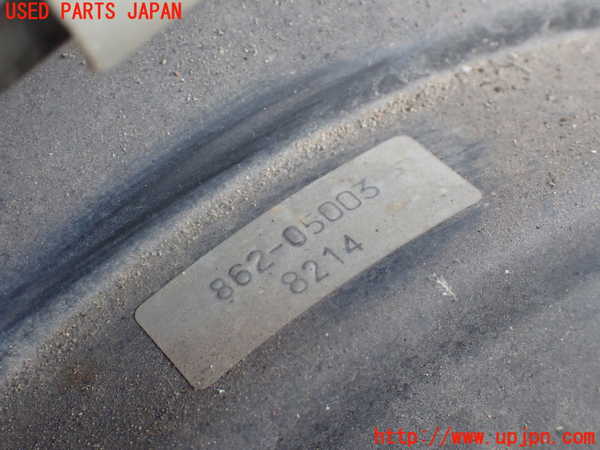 USED PARTS JAPAN
862-05003
8214
http://www.upjpn.com